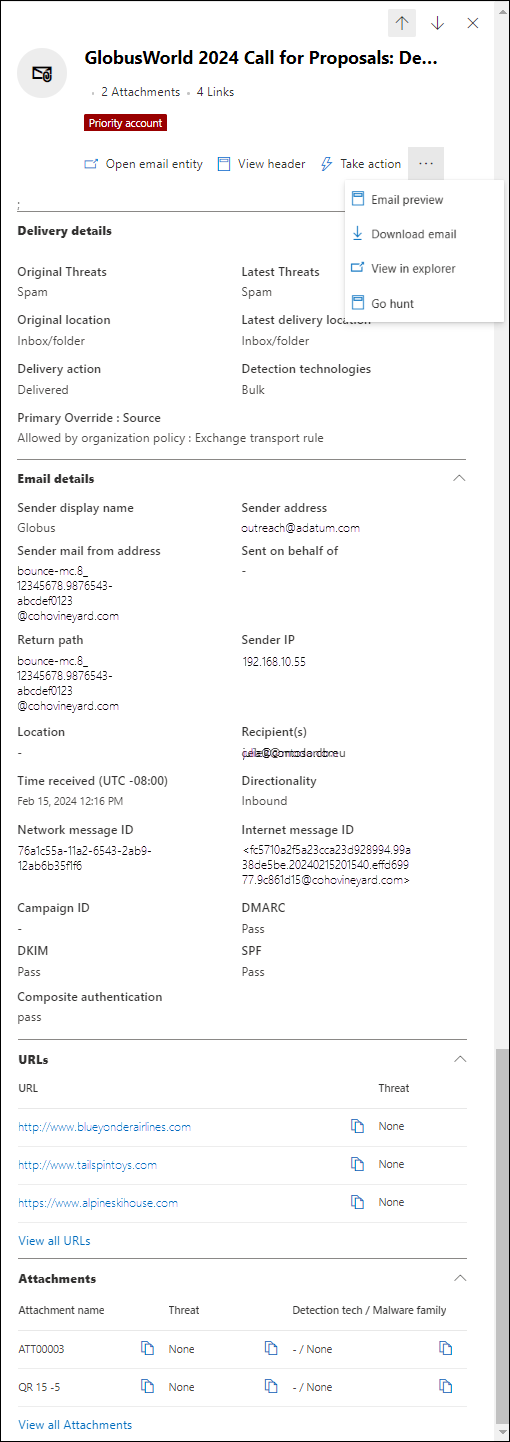 GlobusWorld 2024 Call for Proposals: De...
· 2 Attachments · 4 Links
Priority account
Open email entity View header Take action ...
Email preview
Download email
View in explorer
Go hunt
;
Delivery details
Original Threats Latest Threats
Spam Spam
Original location Latest delivery location
Inbox/folder Inbox/folder
Delivery action Detection technologies
Delivered Bulk
Primary Override : Source
Allowed by organization policy : Exchange transport rule
Email details
Sender display name Sender address
Globus outreach@adatum.com
Sender mail from address Sent on behalf of
bounce-mc.8_ -
12345678.9876543-
abcdef0123
@cohovineyard.com
Return path Sender IP
bounce-mc.8_ 192.168.10.55
12345678.9876543-
abcdef0123
@cohovineyard.com
Location Recipient(s)
-
Time received (UTC -08:00) Directionality
Feb 15, 2024 12:16 PM Inbound
Network message ID Internet message ID
76a1c55a-11a2-6543-2ab9- <fc5710a2f5a23cca23d928994.99a
12ab6b35f1f6 38de5be.20240215201540.effd699
77.9c861d15@cohovineyard.com>
Campaign ID DMARC
- Pass
DKIM SPF
Pass Pass
Composite authentication
pass
URLs
URL Threat
http://www.blueyonderairlines.com None
http://www.tailspintoys.com None
https://www.alpineskihouse.com None
View all URLs
Attachments
Attachment name Threat Detection tech / Malware family
ATT00003 None - / None
QR 15 -5 None - / None
View all Attachments